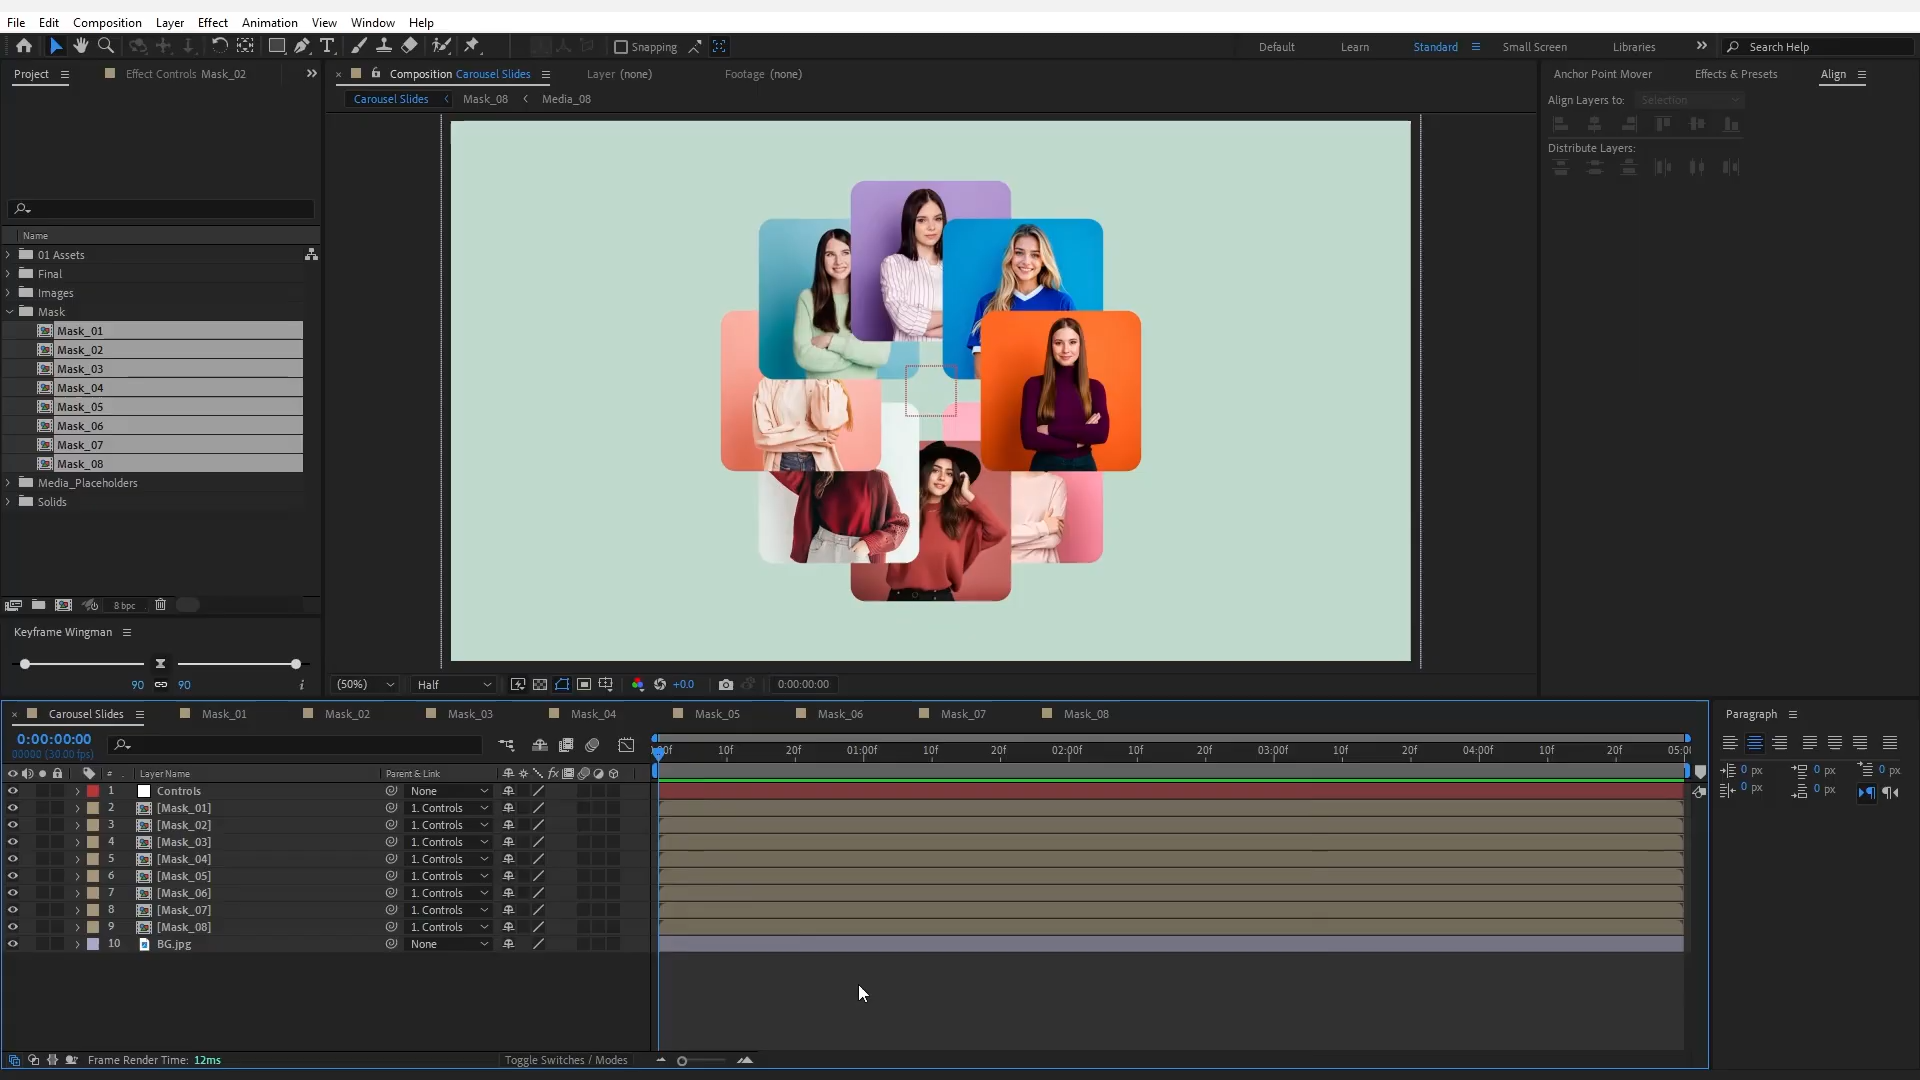 File Edit Composition Layer Effect Animation View Window Help
Snapping
Default Learn Standard Small Screen Libraries
Search Help
Project
Effect Controls Mask_02
Composition Carousel Slides
Layer (none)
Footage (none)
Carousel Slides
Mask_08
Media_08
Anchor Point Mover
Effects & Presets
Align
Align Layers to:
Selection
Distribute Layers:
Name
01 Assets
Final
Images
Mask
Mask_01
Mask_02
Mask_03
Mask_04
Mask_05
Mask_06
Mask_07
Mask_08
Media_Placeholders
Solids
8 bpc
Keyframe Wingman
90
90
i
(50%)
Half
+0.0
0:00:00:00
Carousel Slides
Mask_01
Mask_02
Mask_03
Mask_04
Mask_05
Mask_06
Mask_07
Mask_08
0:00:00:00
00000 (30.00 fps)
10f 20f 01:00f 10f 20f 02:00f 10f 20f 03:00f 10f 20f 04:00f 10f 20f
# Layer Name Parent & Link
fx
1 Controls None
2 [Mask_01] 1. Controls
3 [Mask_02] 1. Controls
4 [Mask_03] 1. Controls
5 [Mask_04] 1. Controls
6 [Mask_05] 1. Controls
7 [Mask_06] 1. Controls
8 [Mask_07] 1. Controls
9 [Mask_08] 1. Controls
10 BG.jpg None
Frame Render Time: 12ms
Toggle Switches / Modes
Paragraph
0 px 0 px 0 px
0 px 0 px